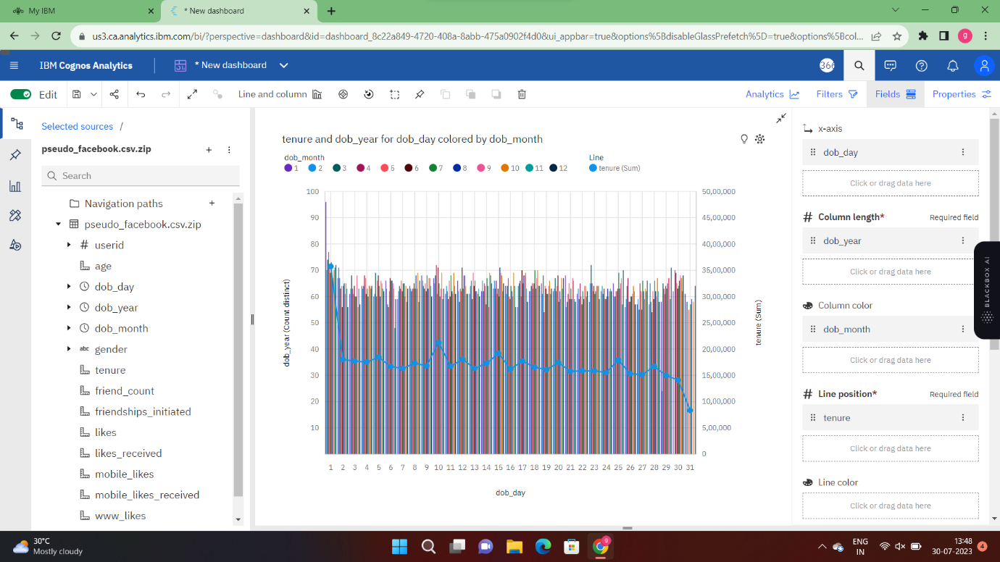 My IBM
* New dashboard
us3.ca.analytics.ibm.com/bi/?perspective=dashboard&id=dashboard_8c22a849-4720-408a-8abb-475a0902f4d0&ui_appbar=true&options%5BdisableGlassPrefetch%5D=true&options%5Bcol...
g
IBM Cognos Analytics
* New dashboard
Edit
Line and column
Analytics
Filters
Fields
Properties
Selected sources /
pseudo_facebook.csv.zip
Search
Navigation paths
pseudo_facebook.csv.zip
userid
age
dob_day
dob_year
dob_month
abc gender
tenure
friend_count
friendships_initiated
likes
likes_received
mobile_likes
mobile_likes_received
www_likes
tenure and dob_year for dob_day colored by dob_month
dob_month
1 2 3 4 5 6 7 8 9 10 11 12
Line
tenure (Sum)
dob_year (Count distinct)
100
90
80
70
60
50
40
30
20
10
50,00,000
45,00,000
40,00,000
35,00,000
30,00,000
25,00,000
20,00,000
15,00,000
10,00,000
5,00,000
0
tenure (Sum)
1 2 3 4 5 6 7 8 9 10 11 12 13 14 15 16 17 18 19 20 21 22 23 24 25 26 27 28 29 30 31
dob_day
x-axis
dob_day
Click or drag data here
# Column length* Required field
dob_year
Click or drag data here
Column color
dob_month
Click or drag data here
# Line position* Required field
tenure
Click or drag data here
Line color
Click or drag data here
BLACKBOX AI
30°C
Mostly cloudy
9
ENG
IN
13:48
30-07-2023
4